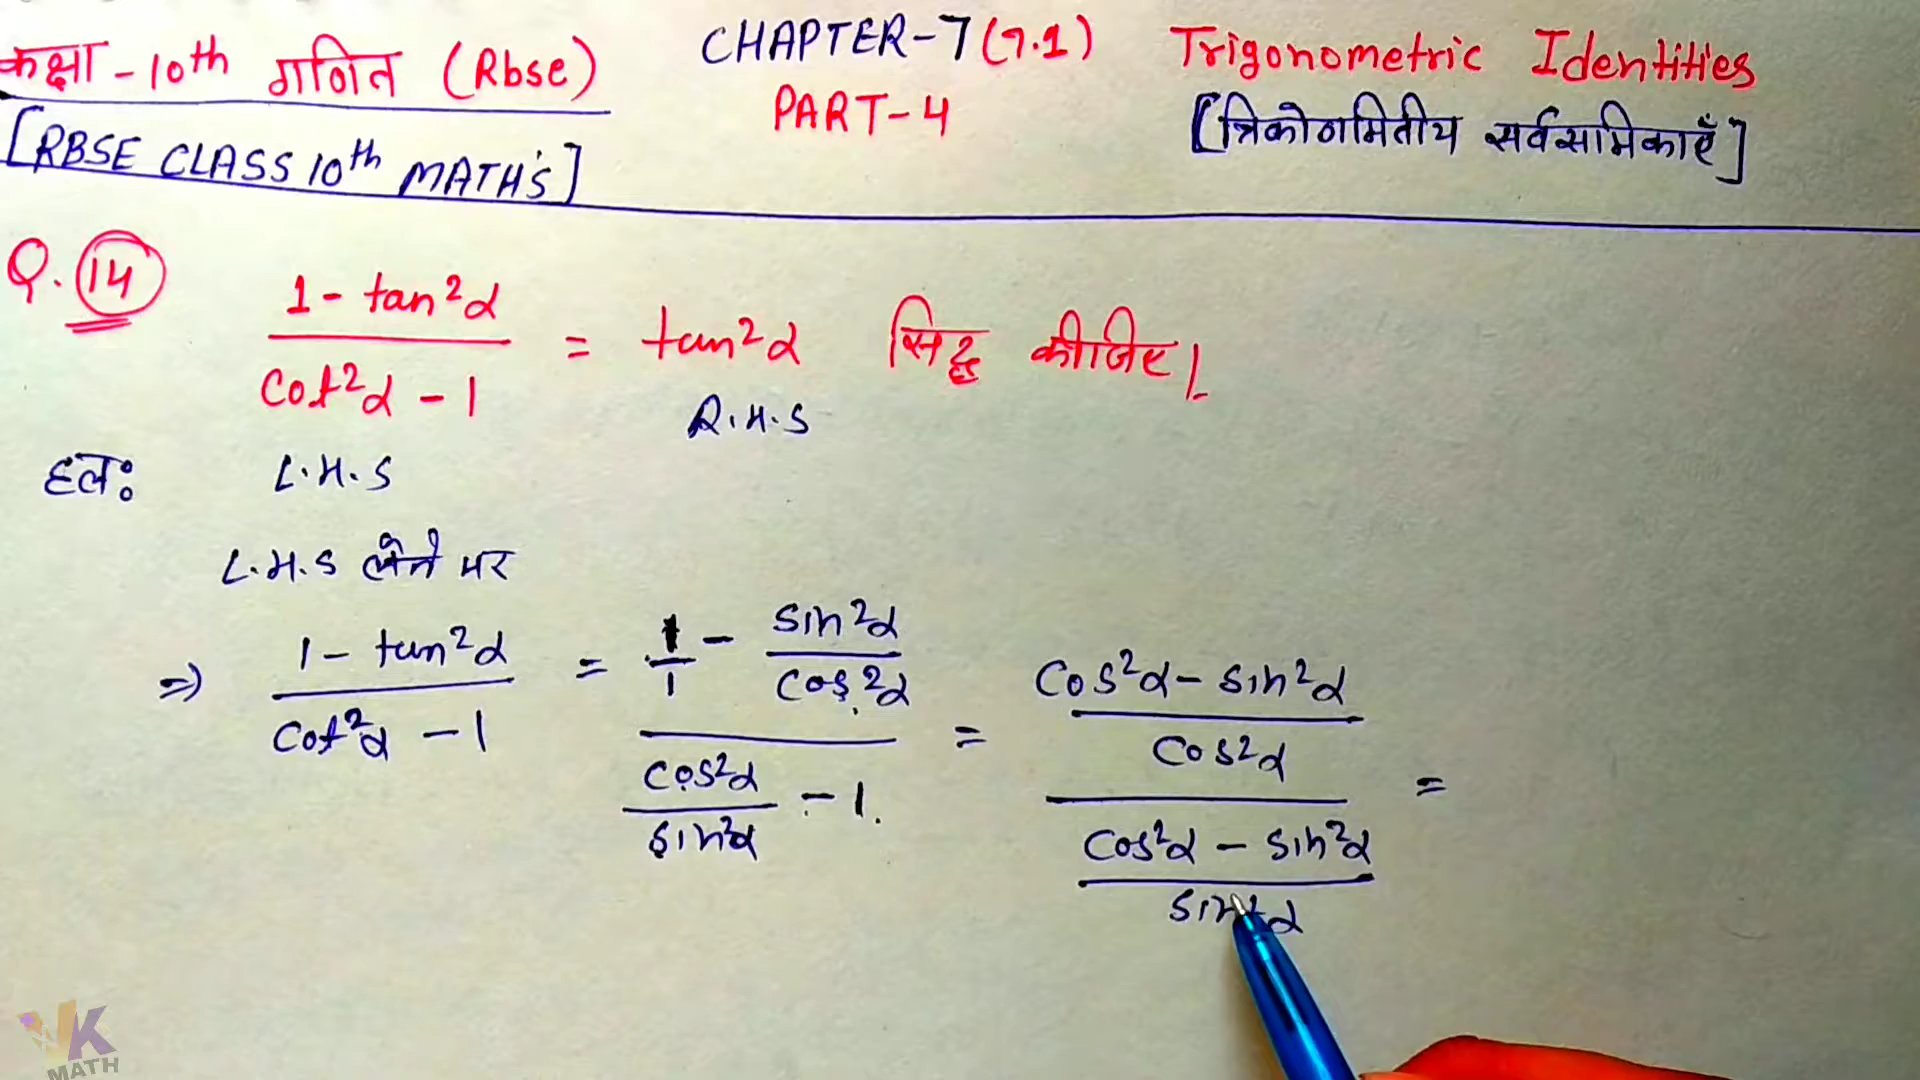 कक्षा - 10th गणित (Rbse)
[RBSE CLASS 10th MATH'S]
CHAPTER-7(7.1)
PART-4
Trigonometric Identities
[त्रिकोणमितीय सर्वसमिकाएँ]
Q. 14 (1 - tan²α)/(cot²α - 1) = tan²α सिद्ध कीजिए।
R.H.S
हल: L.H.S
L.H.S लेने पर
⇒ (1 - tan²α)/(cot²α - 1) = (1/1 - sin²α/cos²α)/(cos²α/sin²α - 1) = ((cos²α - sin²α)/cos²α)/((cos²α - sin²α)/sin²α) =
VK
MATH